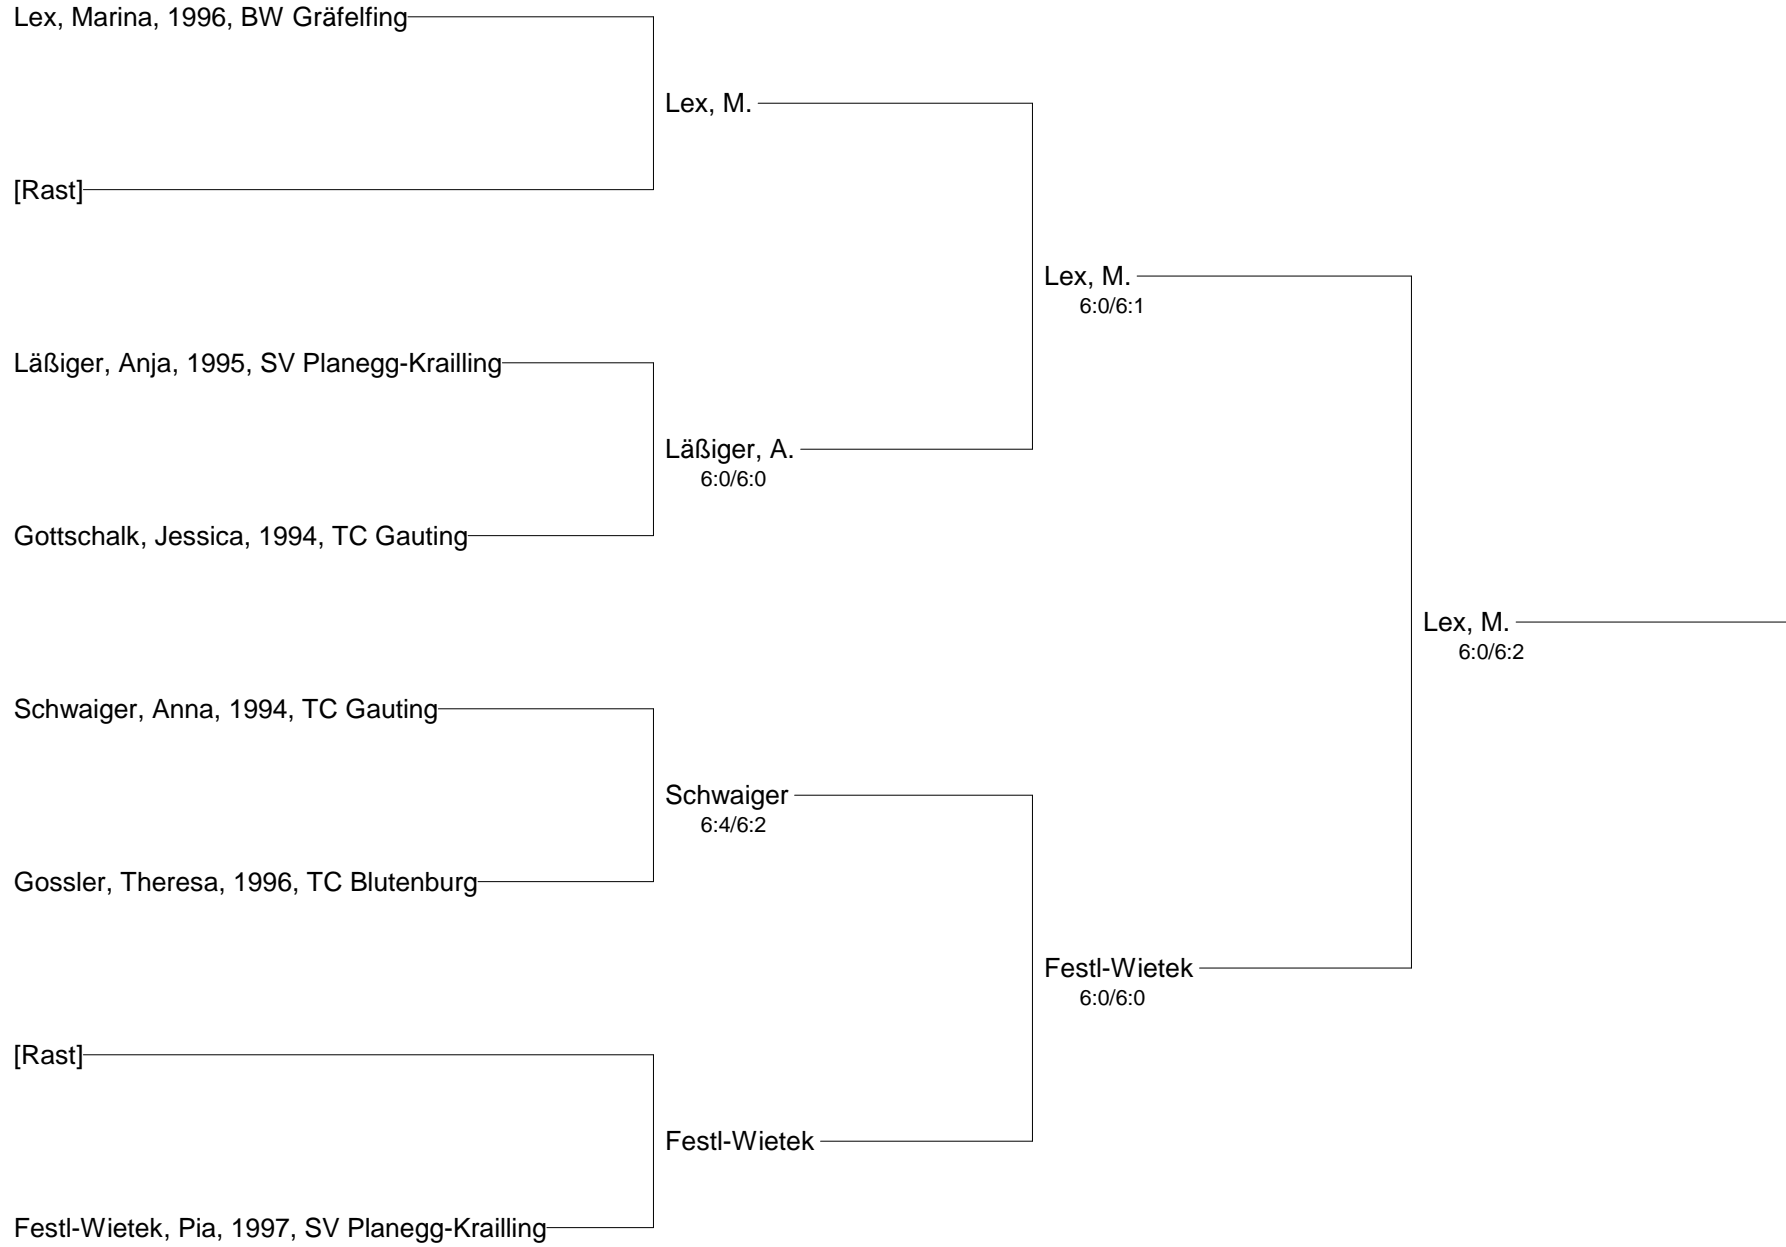 Lex, Marina, 1996, BW Gräfelfing
Lex, M.
[Rast]
Lex, M.
6:0/6:1
Läßiger, Anja, 1995, SV Planegg-Krailling
Läßiger, A.
6:0/6:0
Gottschalk, Jessica, 1994, TC Gauting
Lex, M.
6:0/6:2
Schwaiger, Anna, 1994, TC Gauting
Schwaiger
6:4/6:2
Gossler, Theresa, 1996, TC Blutenburg
Festl-Wietek
6:0/6:0
[Rast]
Festl-Wietek
Festl-Wietek, Pia, 1997, SV Planegg-Krailling